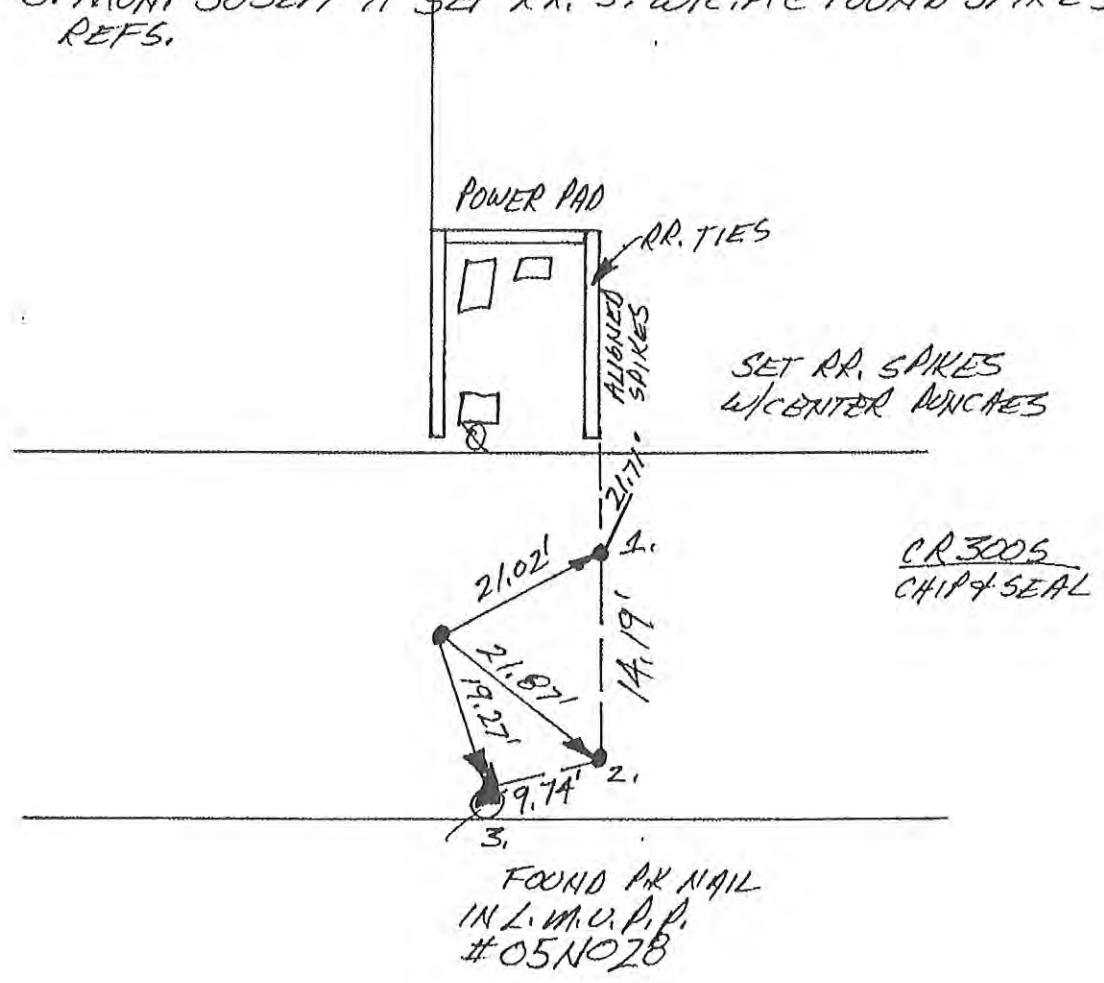 REFS.
POWER PAD
RR. TIES
ALIGNED
SPIKES
SET RR. SPIKES
W/CENTER PUNCHES
21.71'
1.
21.02'
CR 300S
CHIP & SEAL
14.19'
21.87'
19.27'
2.
9.74'
3.
FOUND P.K NAIL
IN L.M.U.P.P.
#05N028